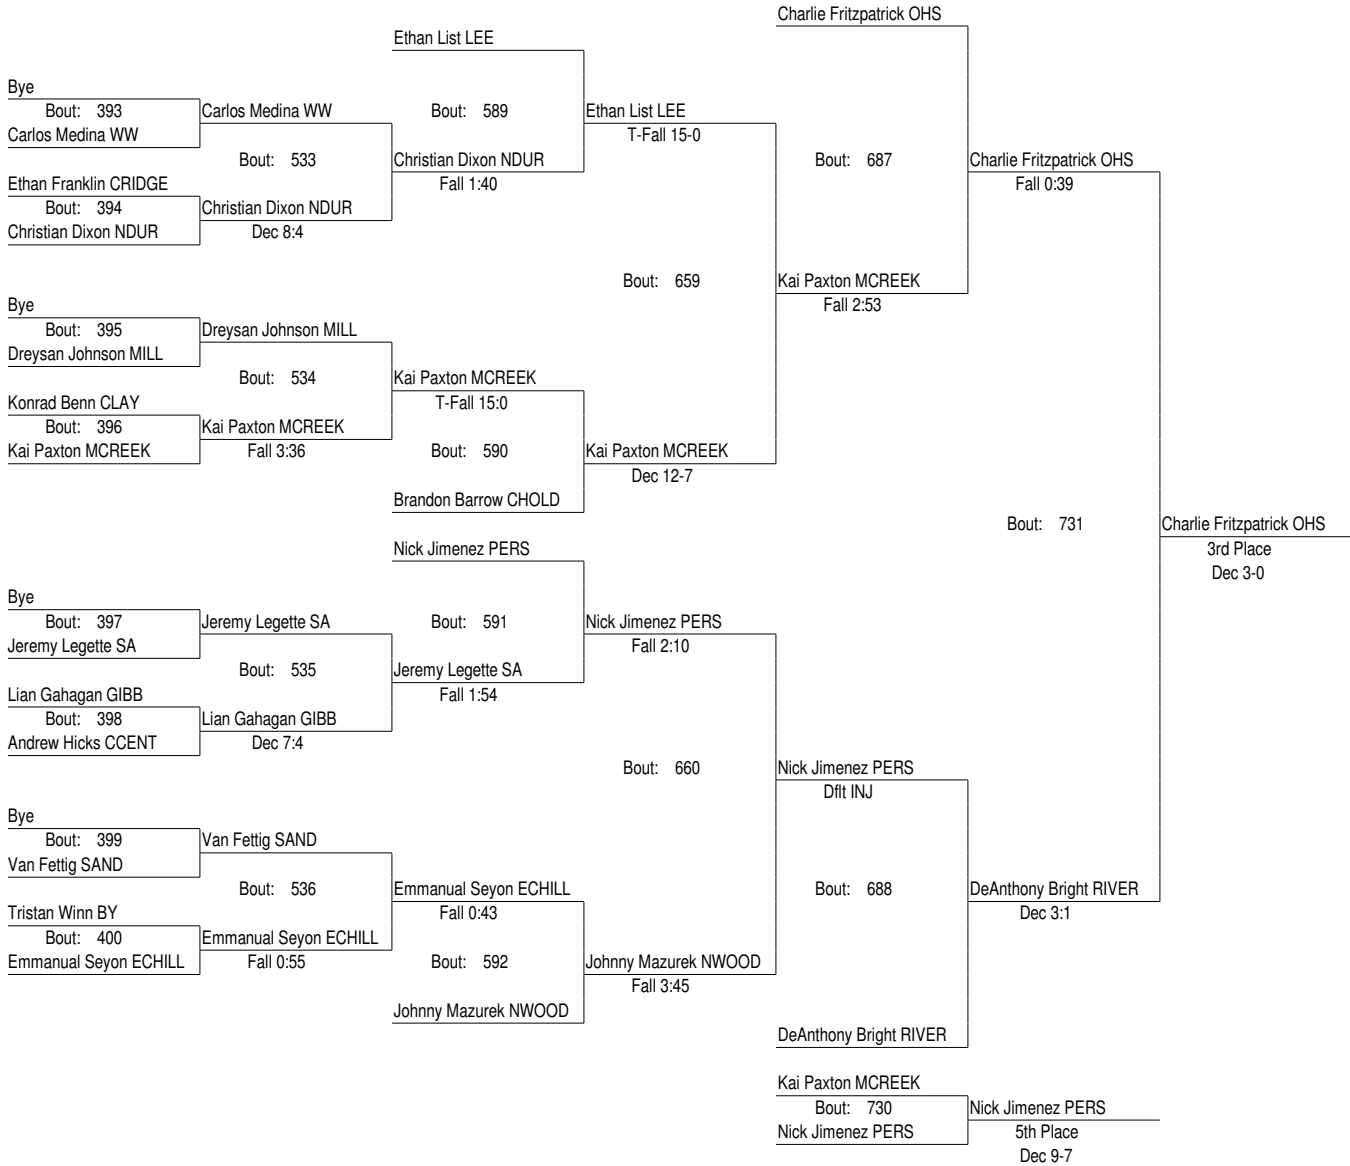 Charlie Fritzpatrick OHS
Ethan List LEE
Bye
Bout: 393
Carlos Medina WW
Bout: 589
Ethan List LEE
Carlos Medina WW
T-Fall 15-0
Bout: 533
Christian Dixon NDUR
Bout: 687
Charlie Fritzpatrick OHS
Ethan Franklin CRIDGE
Fall 1:40
Fall 0:39
Bout: 394
Christian Dixon NDUR
Christian Dixon NDUR
Dec 8:4
Bout: 659
Kai Paxton MCREEK
Bye
Fall 2:53
Bout: 395
Dreysan Johnson MILL
Dreysan Johnson MILL
Bout: 534
Kai Paxton MCREEK
Konrad Benn CLAY
T-Fall 15:0
Bout: 396
Kai Paxton MCREEK
Kai Paxton MCREEK
Fall 3:36
Bout: 590
Kai Paxton MCREEK
Dec 12-7
Brandon Barrow CHOLD
Bout: 731
Charlie Fritzpatrick OHS
Nick Jimenez PERS
3rd Place
Dec 3-0
Bye
Bout: 397
Jeremy Legette SA
Bout: 591
Nick Jimenez PERS
Jeremy Legette SA
Fall 2:10
Bout: 535
Jeremy Legette SA
Lian Gahagan GIBB
Fall 1:54
Bout: 398
Lian Gahagan GIBB
Andrew Hicks CCENT
Dec 7:4
Bout: 660
Nick Jimenez PERS
Dflt INJ
Bye
Bout: 399
Van Fettig SAND
Van Fettig SAND
Bout: 536
Emmanual Seyon ECHILL
Bout: 688
DeAnthony Bright RIVER
Tristan Winn BY
Fall 0:43
Dec 3:1
Bout: 400
Emmanual Seyon ECHILL
Emmanual Seyon ECHILL
Fall 0:55
Bout: 592
Johnny Mazurek NWOOD
Fall 3:45
Johnny Mazurek NWOOD
DeAnthony Bright RIVER
Kai Paxton MCREEK
Bout: 730
Nick Jimenez PERS
Nick Jimenez PERS
5th Place
Dec 9-7